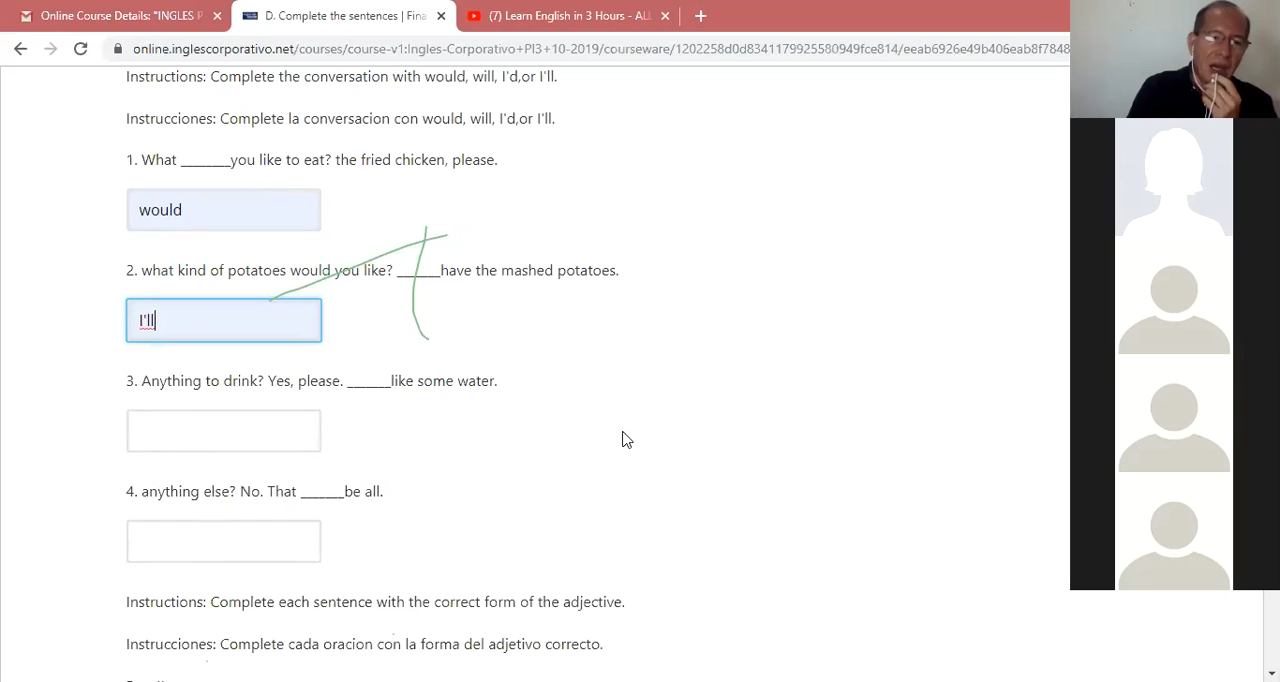 Online Course Details: "INGLES P
D. Complete the sentences | Fina
(7) Learn English in 3 Hours - ALL
online.inglescorporativo.net/courses/course-v1:Ingles-Corporativo+PI3+10-2019/courseware/1202258d0d8341179925580949fce814/eeab6926e49b406eab8f7848
Instructions: Complete the conversation with would, will, I'd,or I'll.
Instrucciones: Complete la conversacion con would, will, I'd,or I'll.
1. What _______you like to eat? the fried chicken, please.
would
2. what kind of potatoes would you like? ______have the mashed potatoes.
I'll
3. Anything to drink? Yes, please. ______like some water.
4. anything else? No. That ______be all.
Instructions: Complete each sentence with the correct form of the adjective.
Instrucciones: Complete cada oracion con la forma del adjetivo correcto.